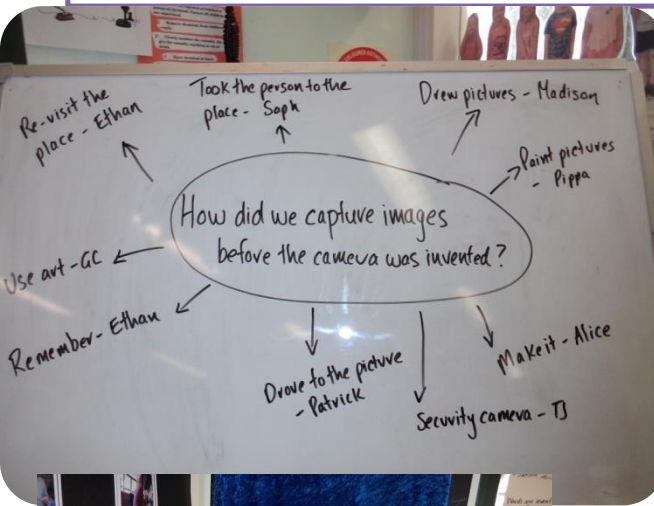 Re-visit the
place - Ethan
Took the person to the
place - Soph
Drew pictures - Madison
Paint pictures
- Pippa
How did we capture images
before the camera was invented?
Use art - GC
Remember - Ethan
Drove to the picture
- Patrick
Security camera - TJ
Make it - Alice